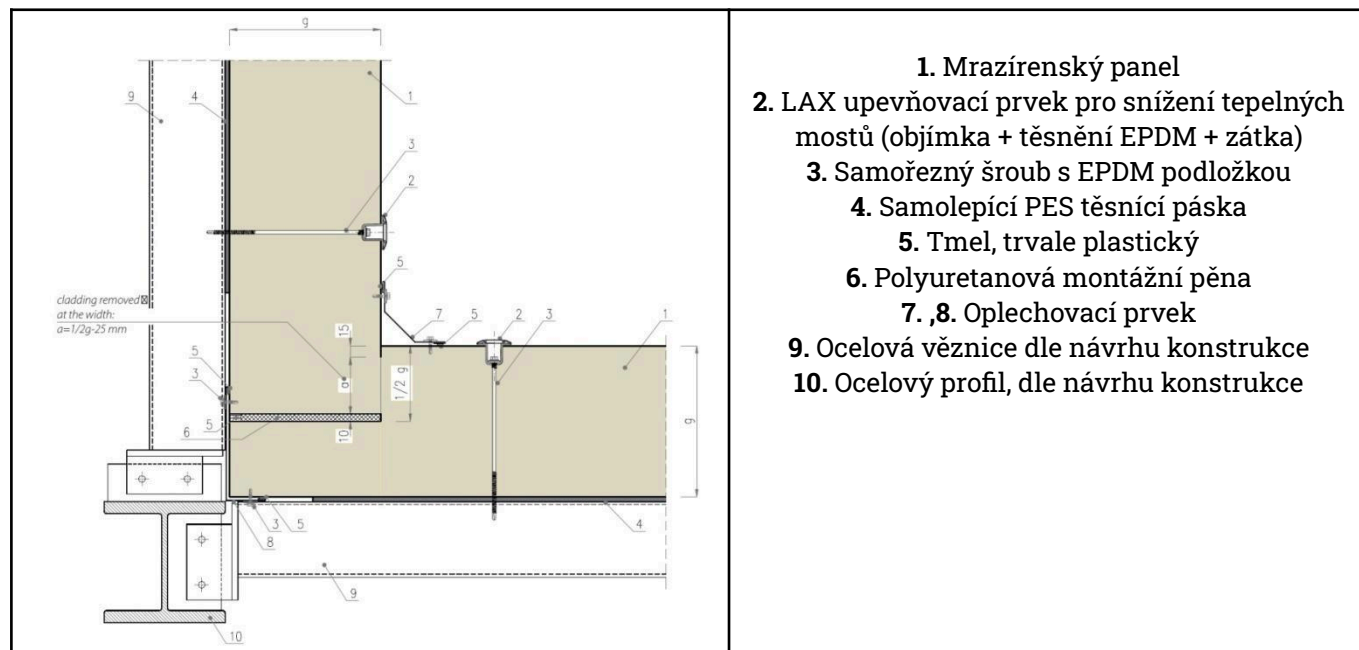 g
9
4
1
3
2
cladding removed
at the width:
a=1/2g-25 mm
5
7
5
2
3
1
15
a
1/2 g
g
5
3
5
6
10
3
5
8
4
9
10
1. Mrazírenský panel
2. LAX upevňovací prvek pro snížení tepelných
mostů (objímka + těsnění EPDM + zátka)
3. Samořezný šroub s EPDM podložkou
4. Samolepící PES těsnící páska
5. Tmel, trvale plastický
6. Polyuretanová montážní pěna
7. ,8. Oplechovací prvek
9. Ocelová věznice dle návrhu konstrukce
10. Ocelový profil, dle návrhu konstrukce